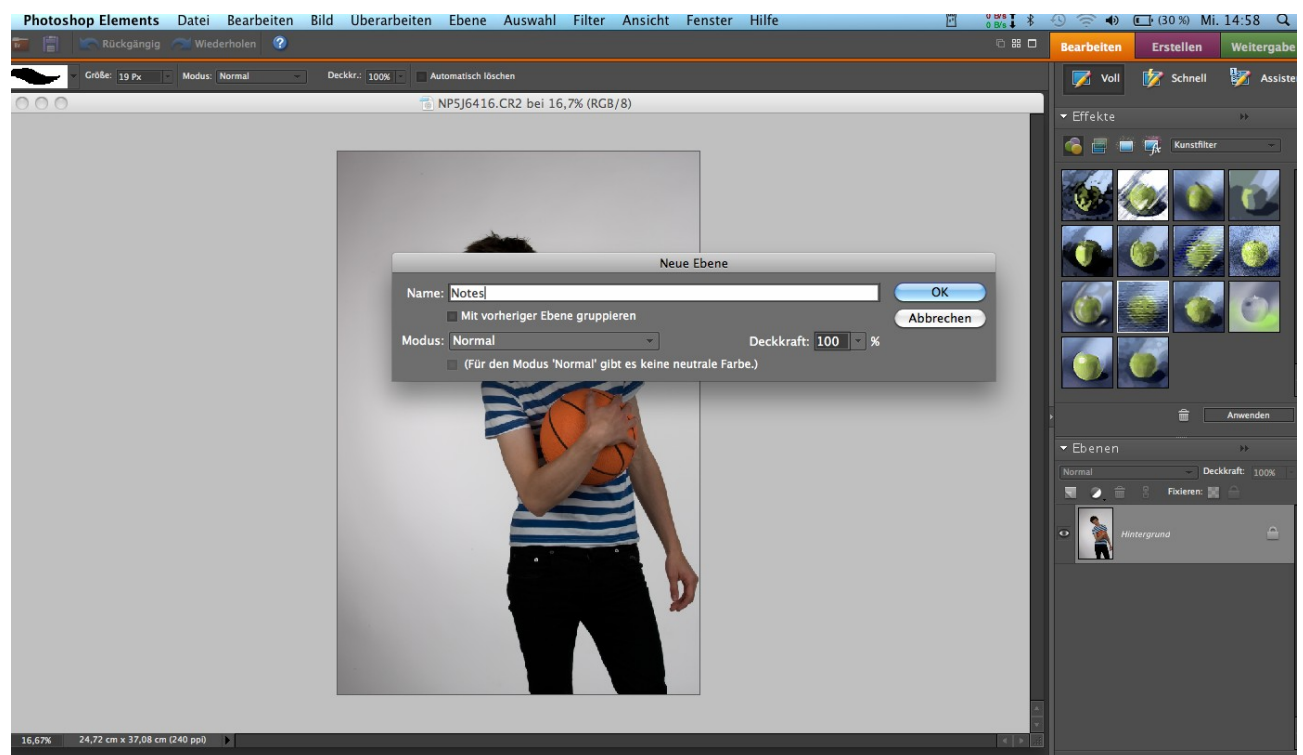 Photoshop Elements Datei Bearbeiten Bild Überarbeiten Ebene Auswahl Filter Ansicht Fenster Hilfe 0 B/s 0 B/s (30 %) Mi. 14:58
Rückgängig Wiederholen ? Bearbeiten Erstellen Weitergabe
Größe: 19 Px Modus: Normal Deckkr.: 100% Automatisch löschen Voll Schnell Assiste
NP5J6416.CR2 bei 16,7% (RGB/8)
Effekte
Kunstfilter
Neue Ebene
Name: Notes OK
Mit vorheriger Ebene gruppieren Abbrechen
Modus: Normal Deckkraft: 100 %
(Für den Modus 'Normal' gibt es keine neutrale Farbe.)
Anwenden
Ebenen
Normal Deckkraft: 100%
Fixieren:
Hintergrund
16,67% 24,72 cm x 37,08 cm (240 ppi)